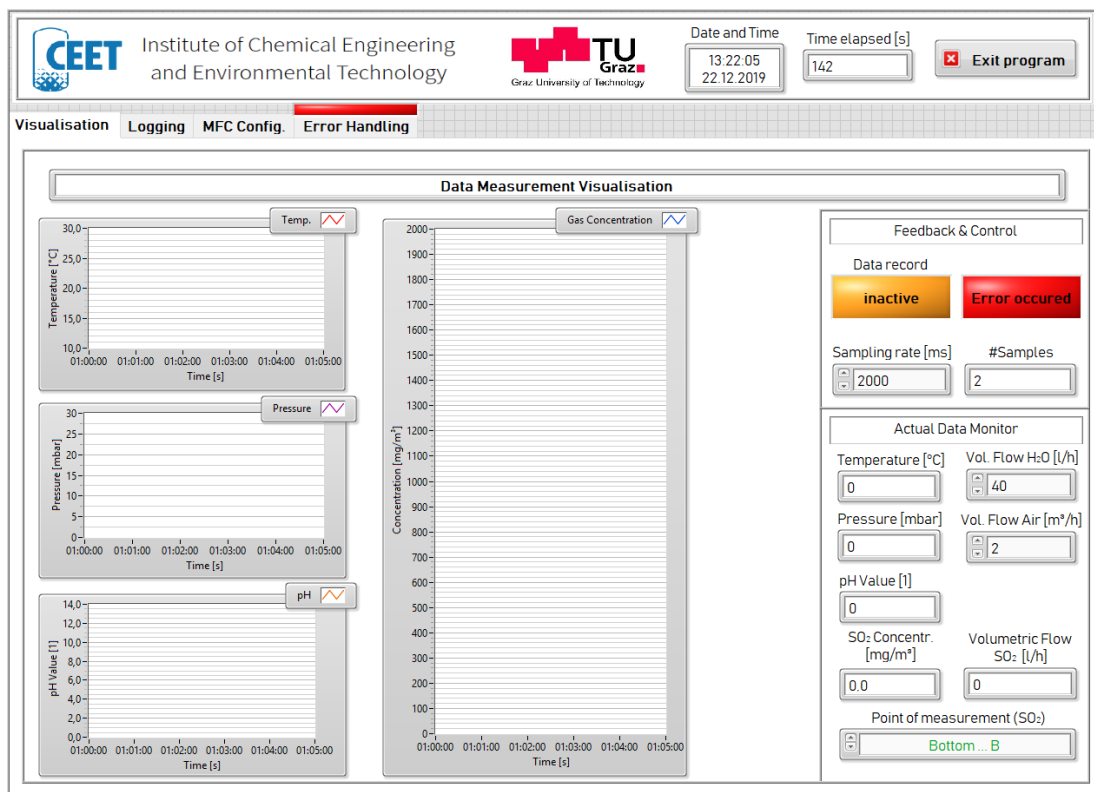 CEET
Institute of Chemical Engineering
and Environmental Technology
TU
Graz
Graz University of Technology
Date and Time
13:22:05
22.12.2019
Time elapsed [s]
142
Exit program
Visualisation
Logging
MFC Config.
Error Handling
Data Measurement Visualisation
Temp.
30,0
25,0
20,0
15,0
10,0
Temperature [°C]
01:00:00 01:01:00 01:02:00 01:03:00 01:04:00 01:05:00
Time [s]
Pressure
30
25
20
15
10
5
0
Pressure [mbar]
01:00:00 01:01:00 01:02:00 01:03:00 01:04:00 01:05:00
Time [s]
pH
14,0
12,0
10,0
8,0
6,0
4,0
2,0
0,0
pH Value [1]
01:00:00 01:01:00 01:02:00 01:03:00 01:04:00 01:05:00
Time [s]
Gas Concentration
2000
1900
1800
1700
1600
1500
1400
1300
1200
1100
1000
900
800
700
600
500
400
300
200
100
0
Concentration [mg/m³]
01:00:00 01:01:00 01:02:00 01:03:00 01:04:00 01:05:00
Time [s]
Feedback & Control
Data record
inactive
Error occured
Sampling rate [ms]
2000
#Samples
2
Actual Data Monitor
Temperature [°C]
0
Vol. Flow H₂O [l/h]
40
Pressure [mbar]
0
Vol. Flow Air [m³/h]
2
pH Value [1]
0
SO₂ Concentr.
[mg/m³]
0.0
Volumetric Flow
SO₂ [l/h]
0
Point of measurement (SO₂)
Bottom ... B